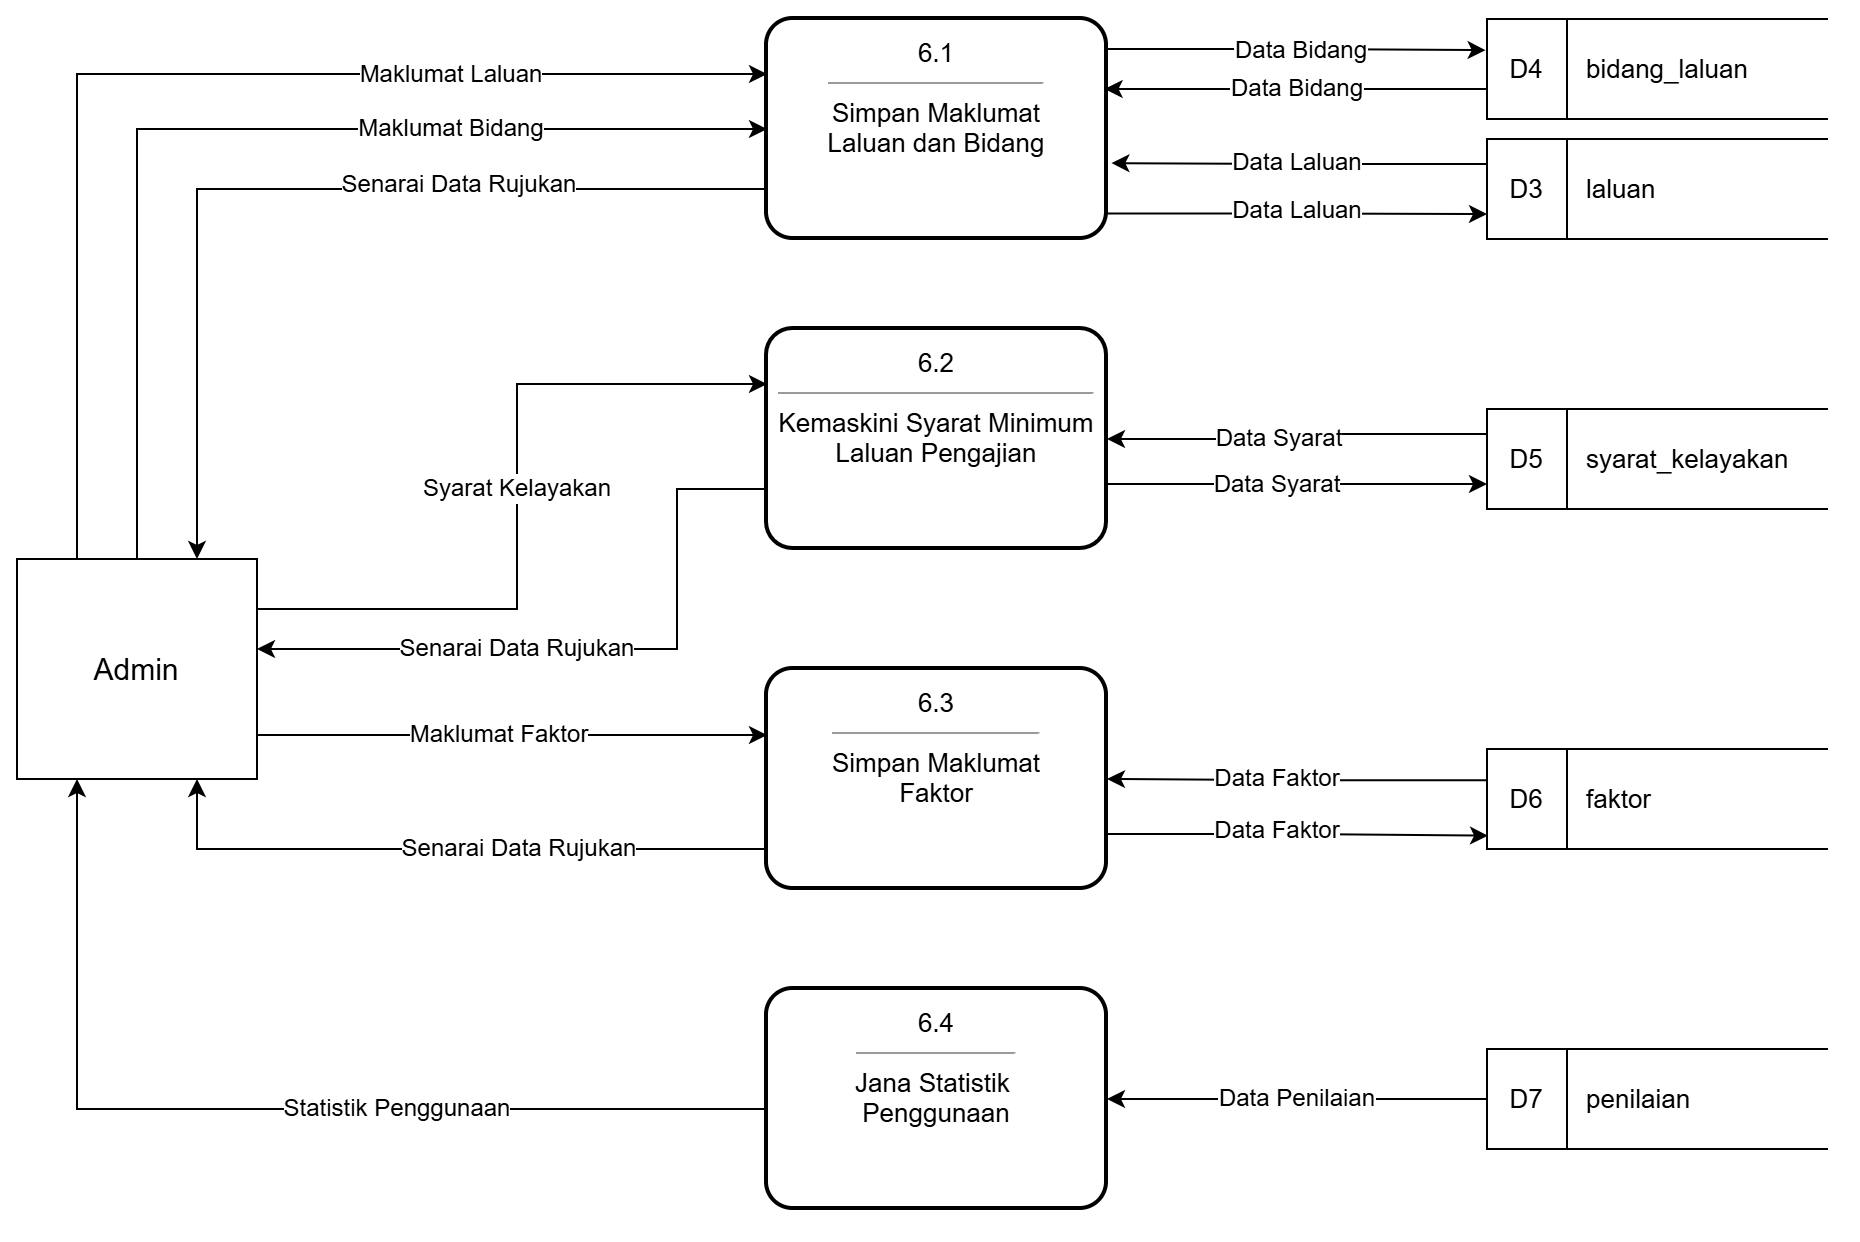 6.1
Simpan Maklumat
Laluan dan Bidang
Maklumat Laluan
Maklumat Bidang
Senarai Data Rujukan
Data Bidang
Data Bidang
Data Laluan
Data Laluan
D4 bidang_laluan
D3 laluan
6.2
Kemaskini Syarat Minimum
Laluan Pengajian
Syarat Kelayakan
Senarai Data Rujukan
Data Syarat
Data Syarat
D5 syarat_kelayakan
Admin
6.3
Simpan Maklumat
Faktor
Maklumat Faktor
Senarai Data Rujukan
Data Faktor
Data Faktor
D6 faktor
6.4
Jana Statistik
Penggunaan
Statistik Penggunaan
Data Penilaian
D7 penilaian